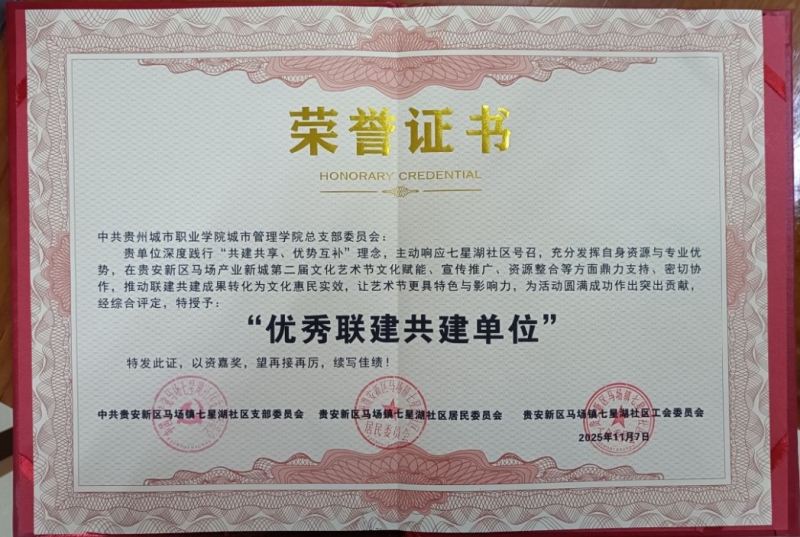 荣誉证书
HONORARY CREDENTIAL
中共贵州城市职业学院城市管理学院总支部委员会：
贵单位深度践行“共建共享、优势互补”理念，主动响应七星湖社区号召，充分发挥自身资源与专业优
势，在贵安新区马场产业新城第二届文化艺术节文化赋能、宣传推广、资源整合等方面鼎力支持、密切协
作，推动联建共建成果转化为文化惠民实效，让艺术节更具特色与影响力，为活动圆满成功作出突出贡献，
经综合评定，特授予：
“优秀联建共建单位”
特发此证，以资嘉奖，望再接再厉，续写佳绩！
中共贵安新区马场镇七星湖社区支部委员会 贵安新区马场镇七星湖社区居民委员会 贵安新区马场镇七星湖社区工会委员会
居民委员会
2025年11月7日